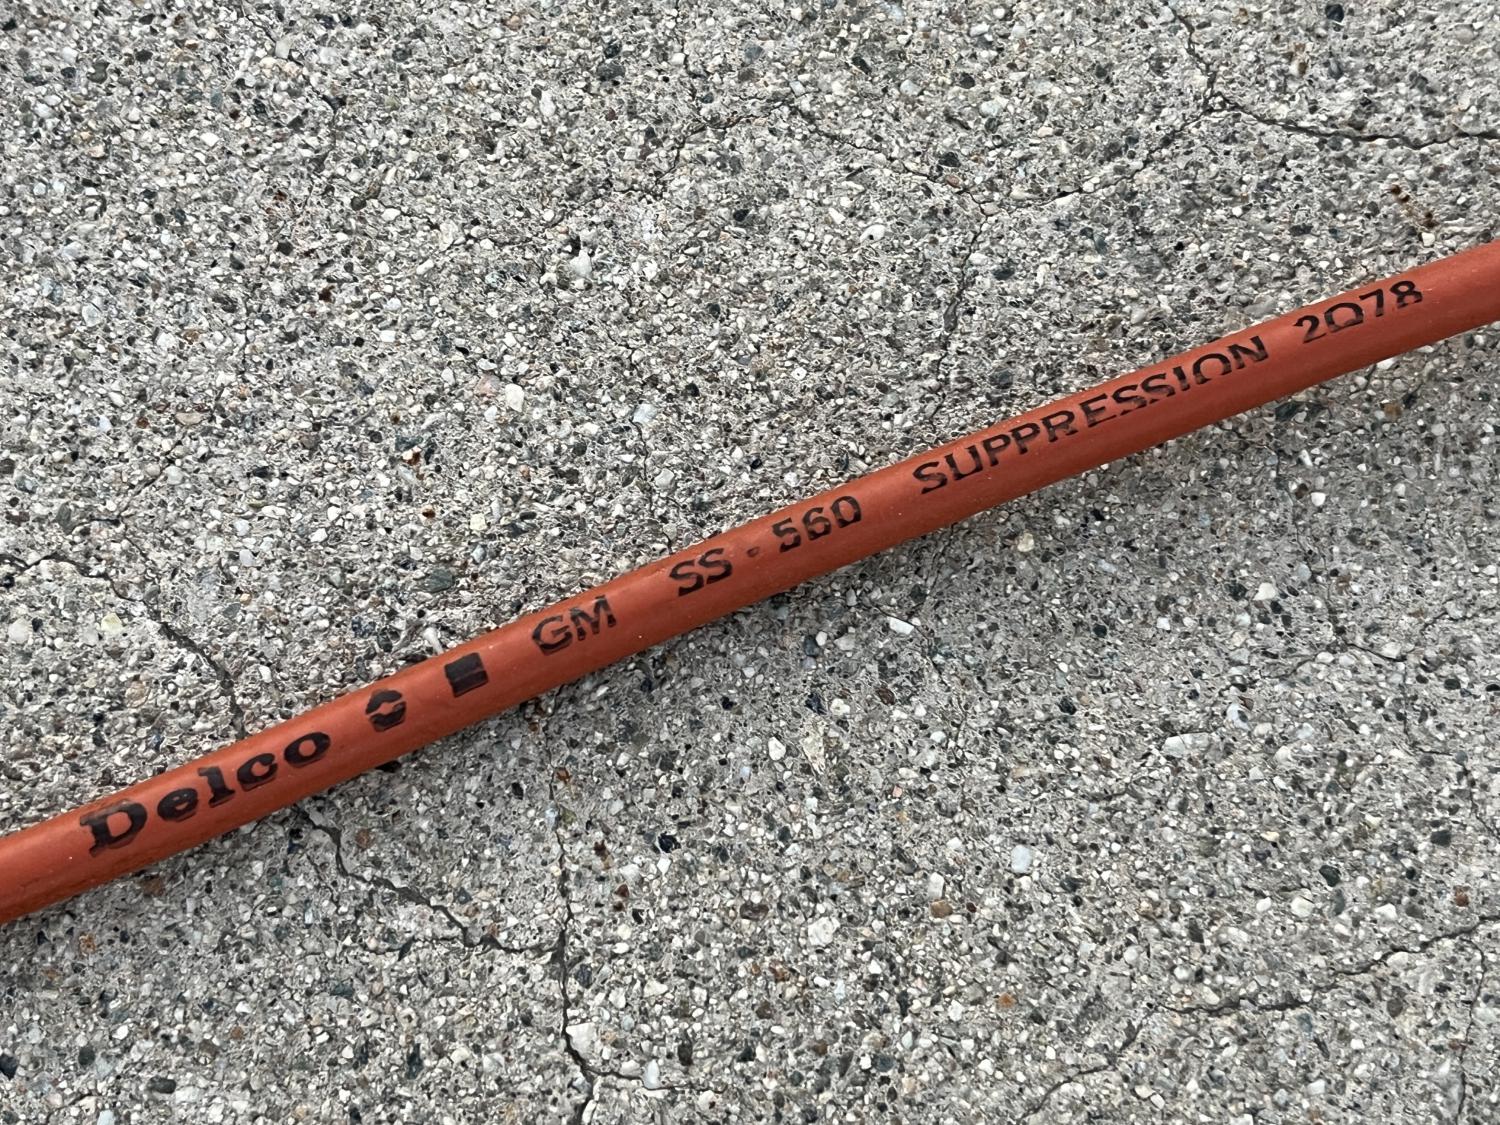 Delco GM SS-560 SUPPRESSION 2Q78